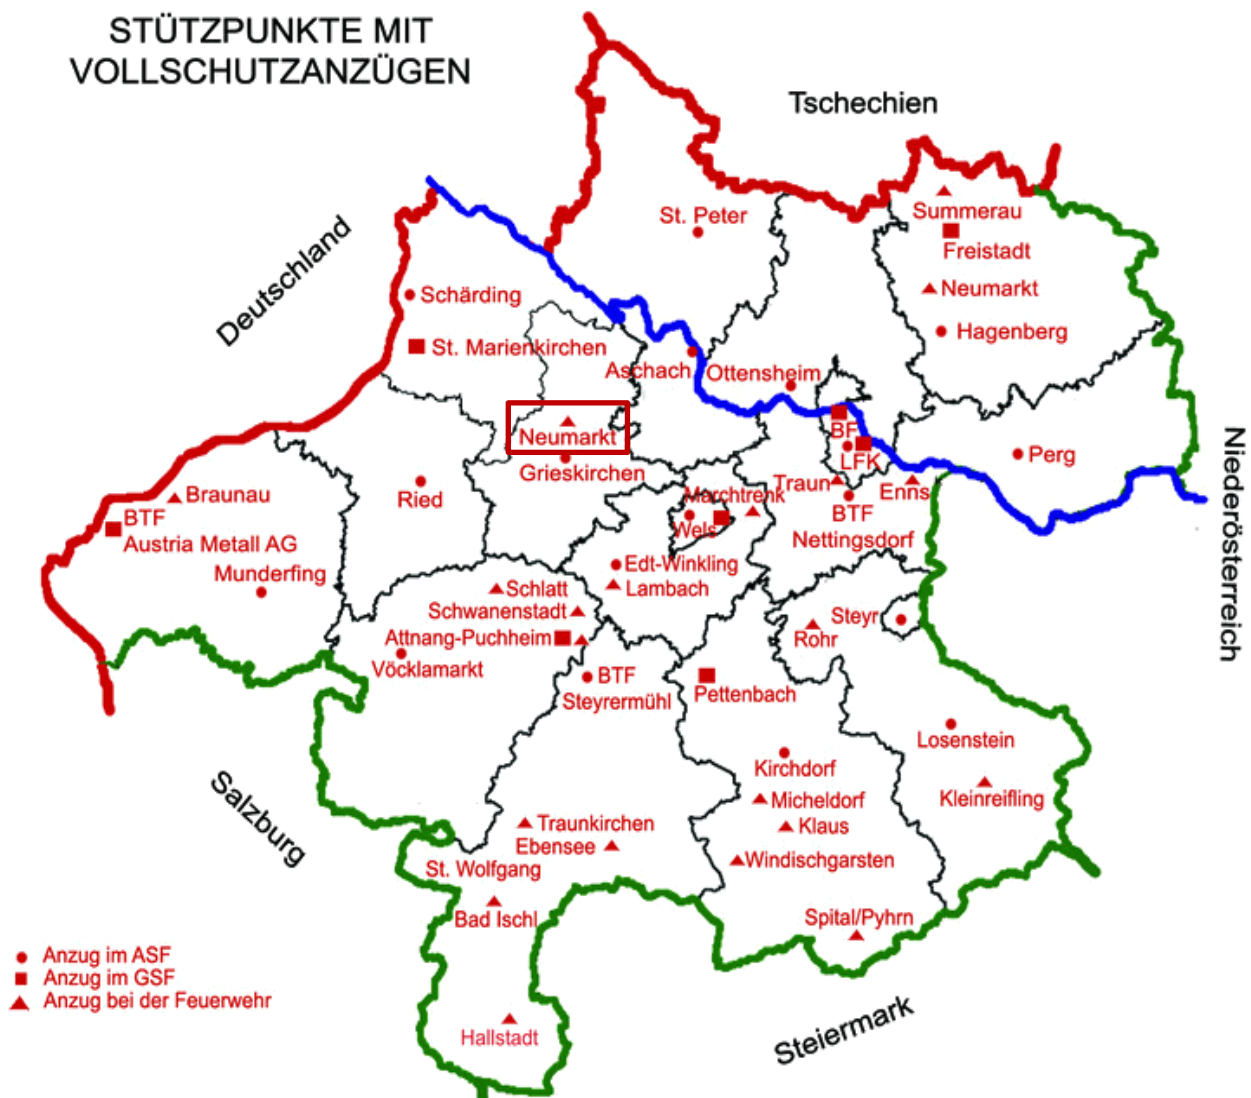 STÜTZPUNKTE MIT
VOLLSCHUTZANZÜGEN
Tschechien
Deutschland
Niederösterreich
Salzburg
Steiermark
St. Peter
Summerau
Freistadt
Neumarkt
Hagenberg
Schärding
St. Marienkirchen
Aschach
Ottensheim
Neumarkt
Grieskirchen
BF
LFK
Perg
Ried
Braunau
BTF
Austria Metall AG
Munderfing
Marchtrenk
Wels
Traun
Enns
BTF
Nettingsdorf
Edt-Winkling
Lambach
Schlatt
Schwanenstadt
Attnang-Puchheim
Vöcklamarkt
BTF
Steyrermühl
Steyr
Rohr
Pettenbach
Losenstein
Kirchdorf
Micheldorf
Kleinreifling
Klaus
Windischgarsten
Traunkirchen
Ebensee
St. Wolfgang
Bad Ischl
Spital/Pyhrn
Hallstadt
Anzug im ASF
Anzug im GSF
Anzug bei der Feuerwehr